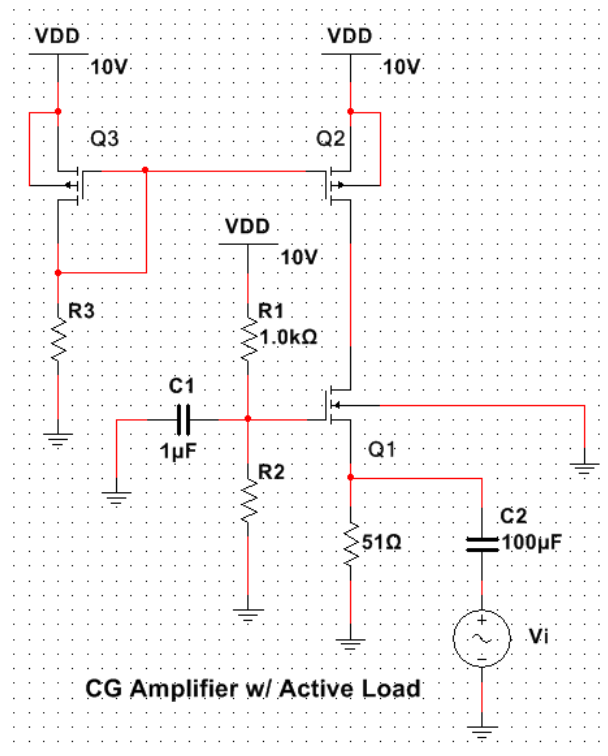 VDD
10V
VDD
10V
Q3
Q2
VDD
10V
R3
R1
1.0kΩ
C1
1µF
Q1
R2
C2
100µF
51Ω
Vi
CG Amplifier w/ Active Load